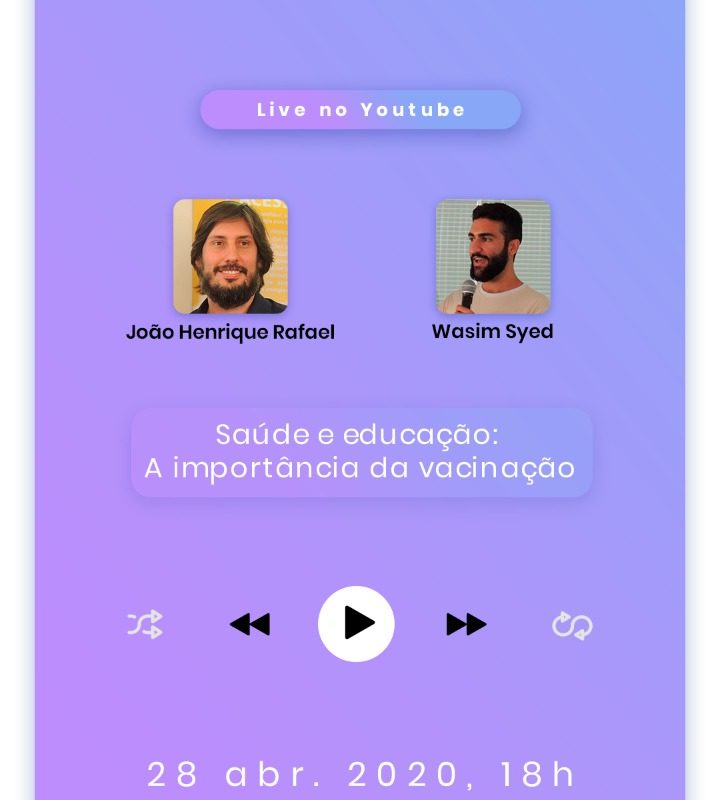 Live no Youtube
João Henrique Rafael
Wasim Syed
Saúde e educação:
A importância da vacinação
28 abr. 2020, 18h